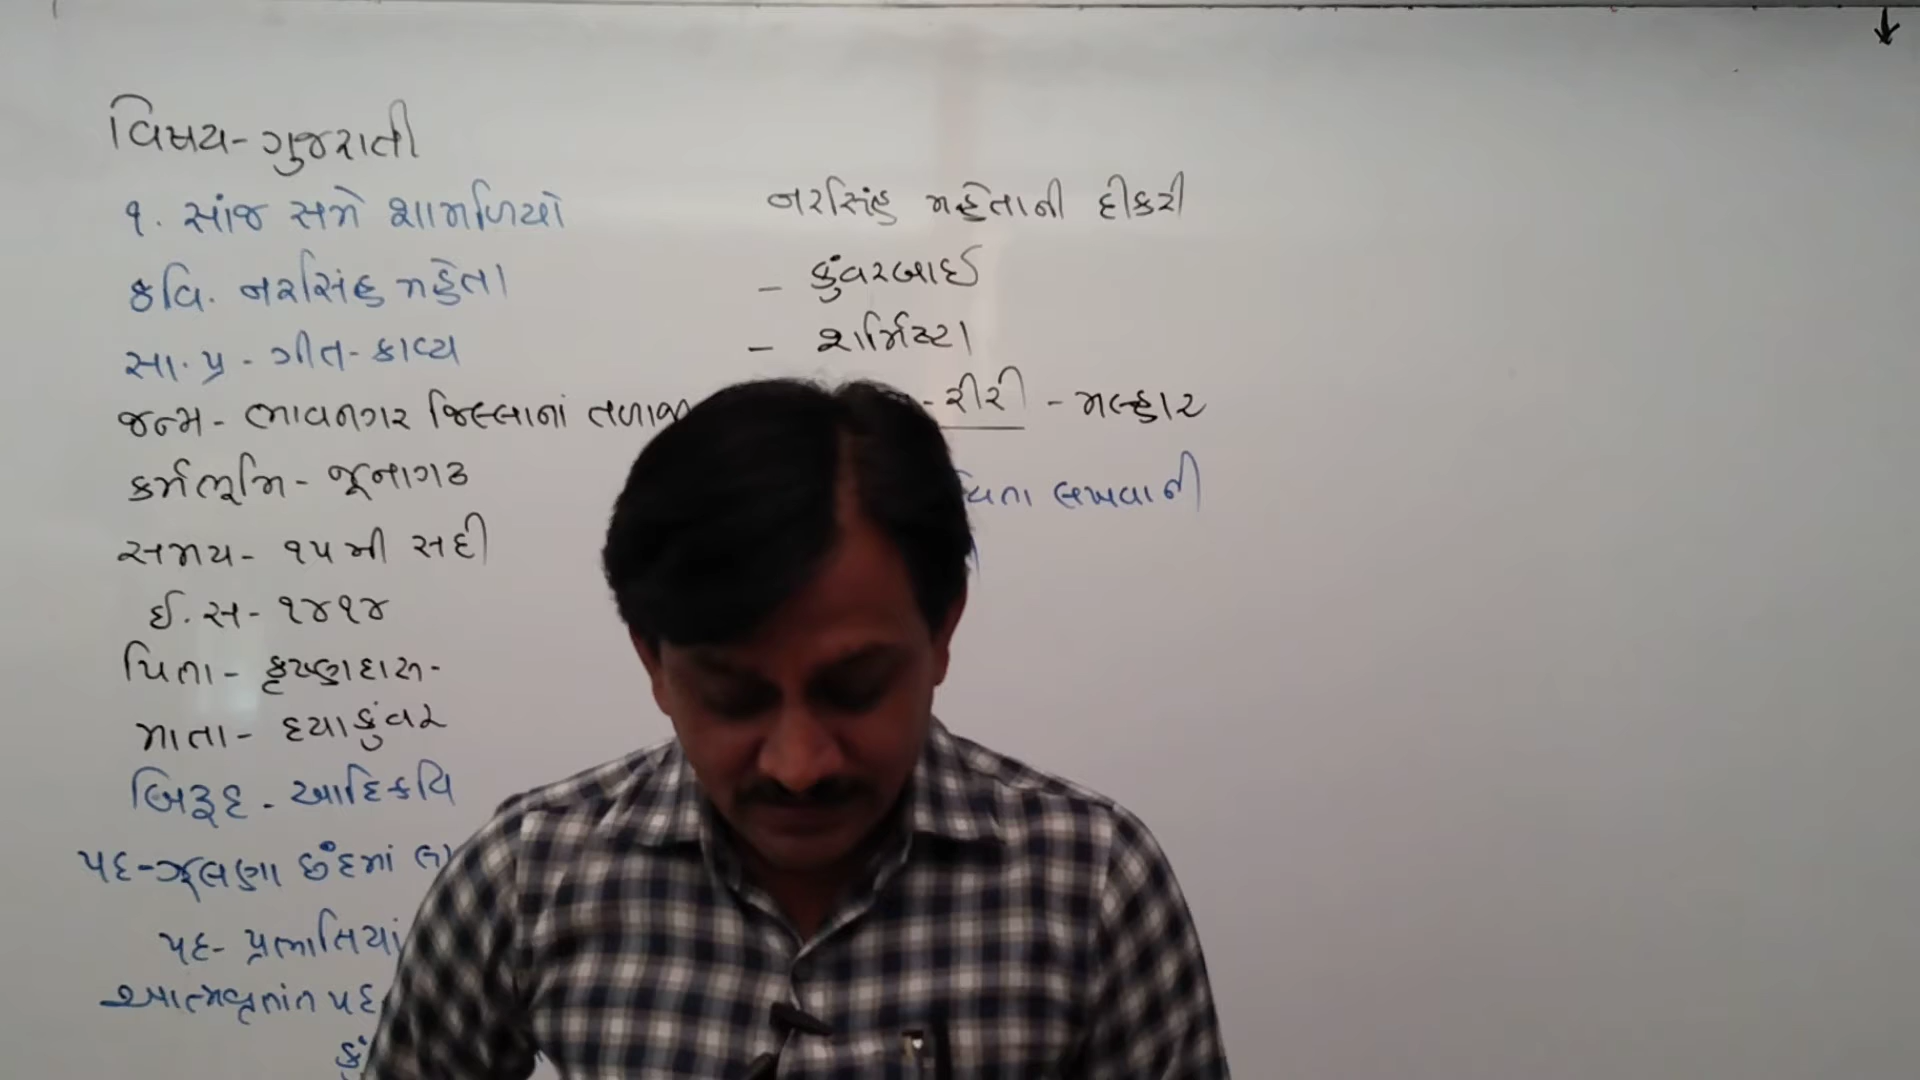 વિષય - ગુજરાતી
૧. સાંજ સમે શામળિયો
કવિ. નરસિંહ મહેતા
સા. પ્ર - ગીત - કાવ્ય
જન્મ - ભાવનગર જિલ્લાનાં
કર્મભૂમિ - જૂનાગઢ
સમય - ૧૫મી સદી
ઈ. સ - ૧૪૧૪
પિતા - કૃષ્ણદાસ -
માતા - દયાકુંવર
બિરૂદ - આદિકવિ
પદ - ઝૂલણા છંદમાં
પદ - પ્રભાતિયાં
આત્મવૃતાંત પદ
નરસિંહ મહેતાની દીકરી
- કુંવરબાઈ
- શર્મિષ્ટા
- રીરી - મલ્હાર
લખવાની